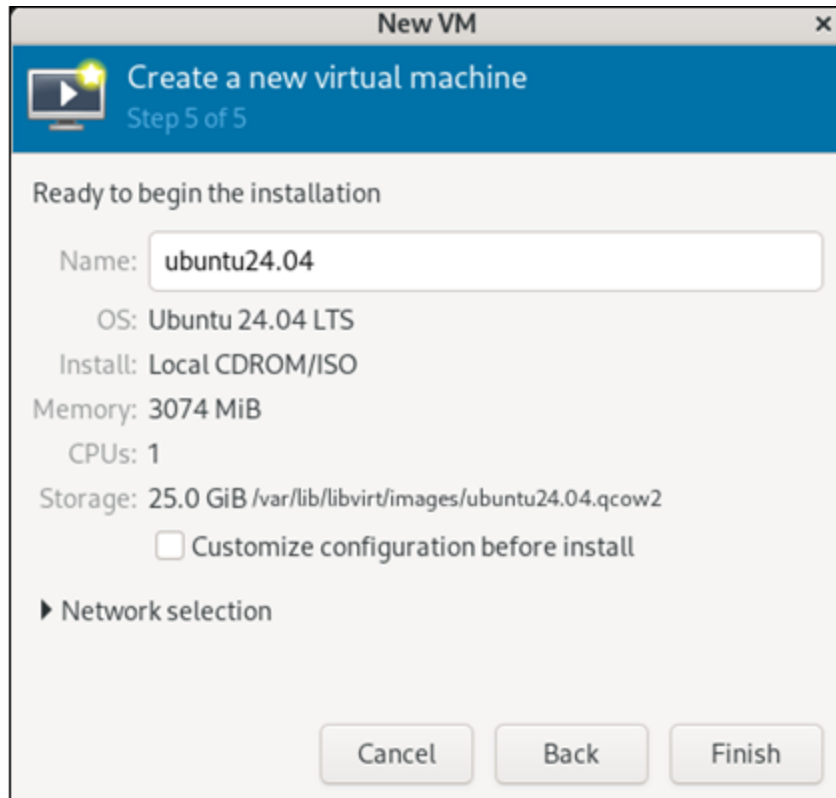 New VM
Create a new virtual machine
Step 5 of 5
Ready to begin the installation
Name: ubuntu24.04
OS: Ubuntu 24.04 LTS
Install: Local CDROM/ISO
Memory: 3074 MiB
CPUs: 1
Storage: 25.0 GiB /var/lib/libvirt/images/ubuntu24.04.qcow2
Customize configuration before install
Network selection
Cancel Back Finish